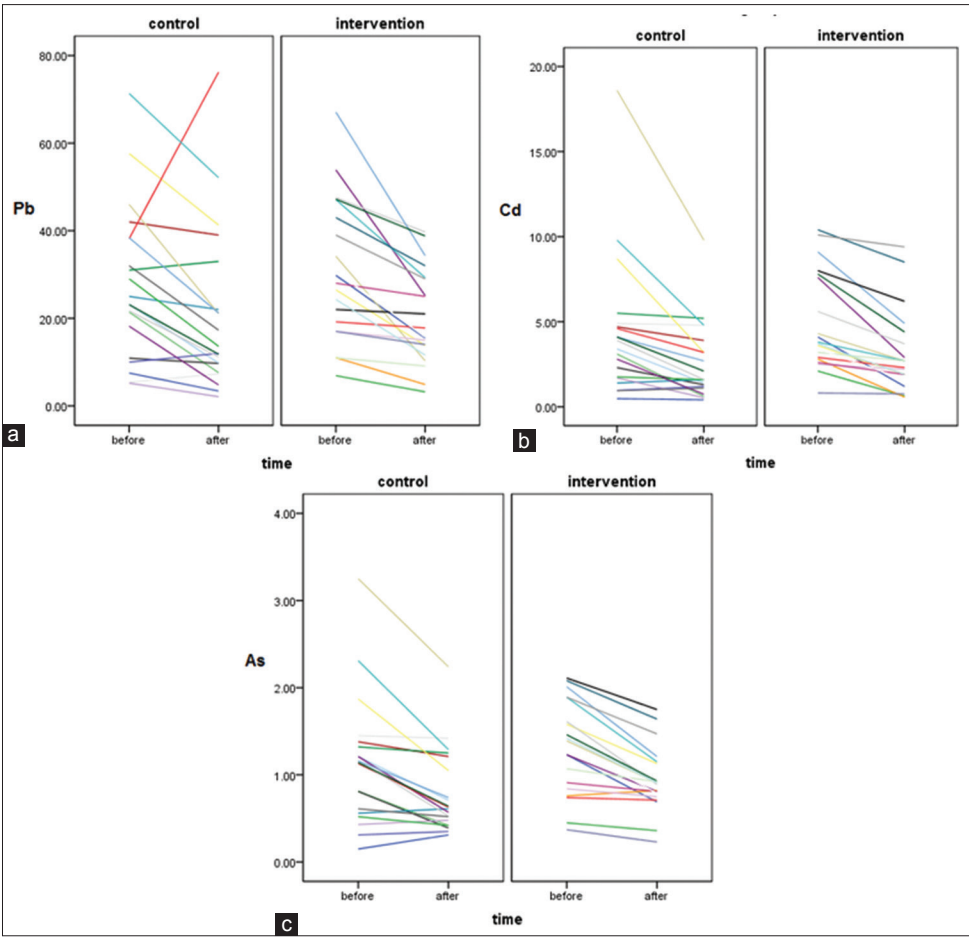 control intervention
80.00
60.00
Pb
40.00
20.00
0.00
before after before after
time
a
control intervention
20.00
15.00
Cd
10.00
5.00
0.00
before after before after
time
b
control intervention
4.00
3.00
As
2.00
1.00
0.00
before after before after
time
c